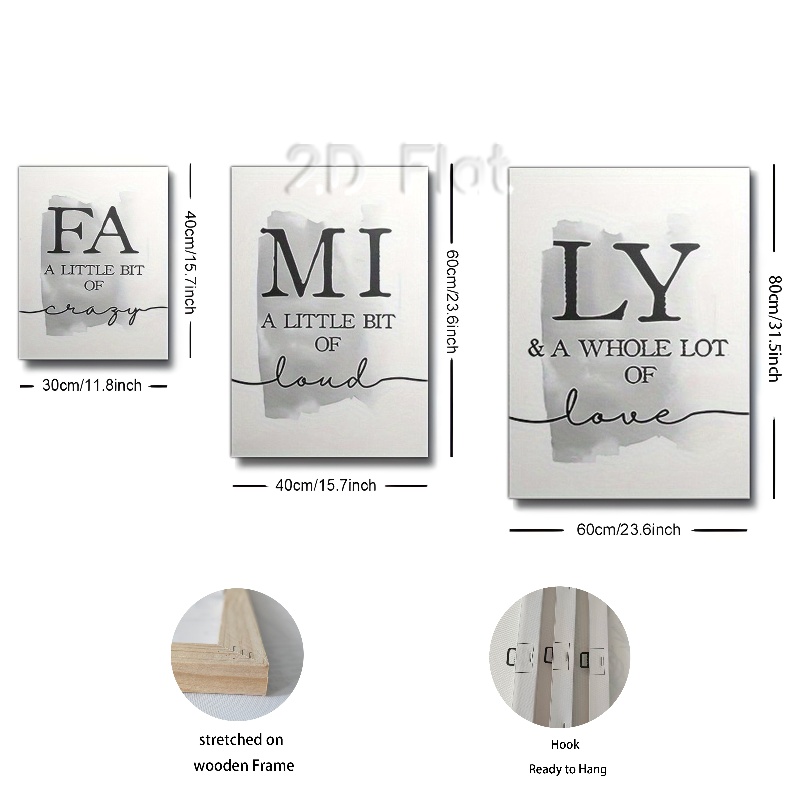 2D Flat
FA
A LITTLE BIT
OF
crazy
40cm/15.7inch
30cm/11.8inch
MI
A LITTLE BIT
OF
loud
60cm/23.6inch
40cm/15.7inch
LY
& A WHOLE LOT
OF
love
80cm/31.5inch
60cm/23.6inch
stretched on
wooden Frame
Hook
Ready to Hang